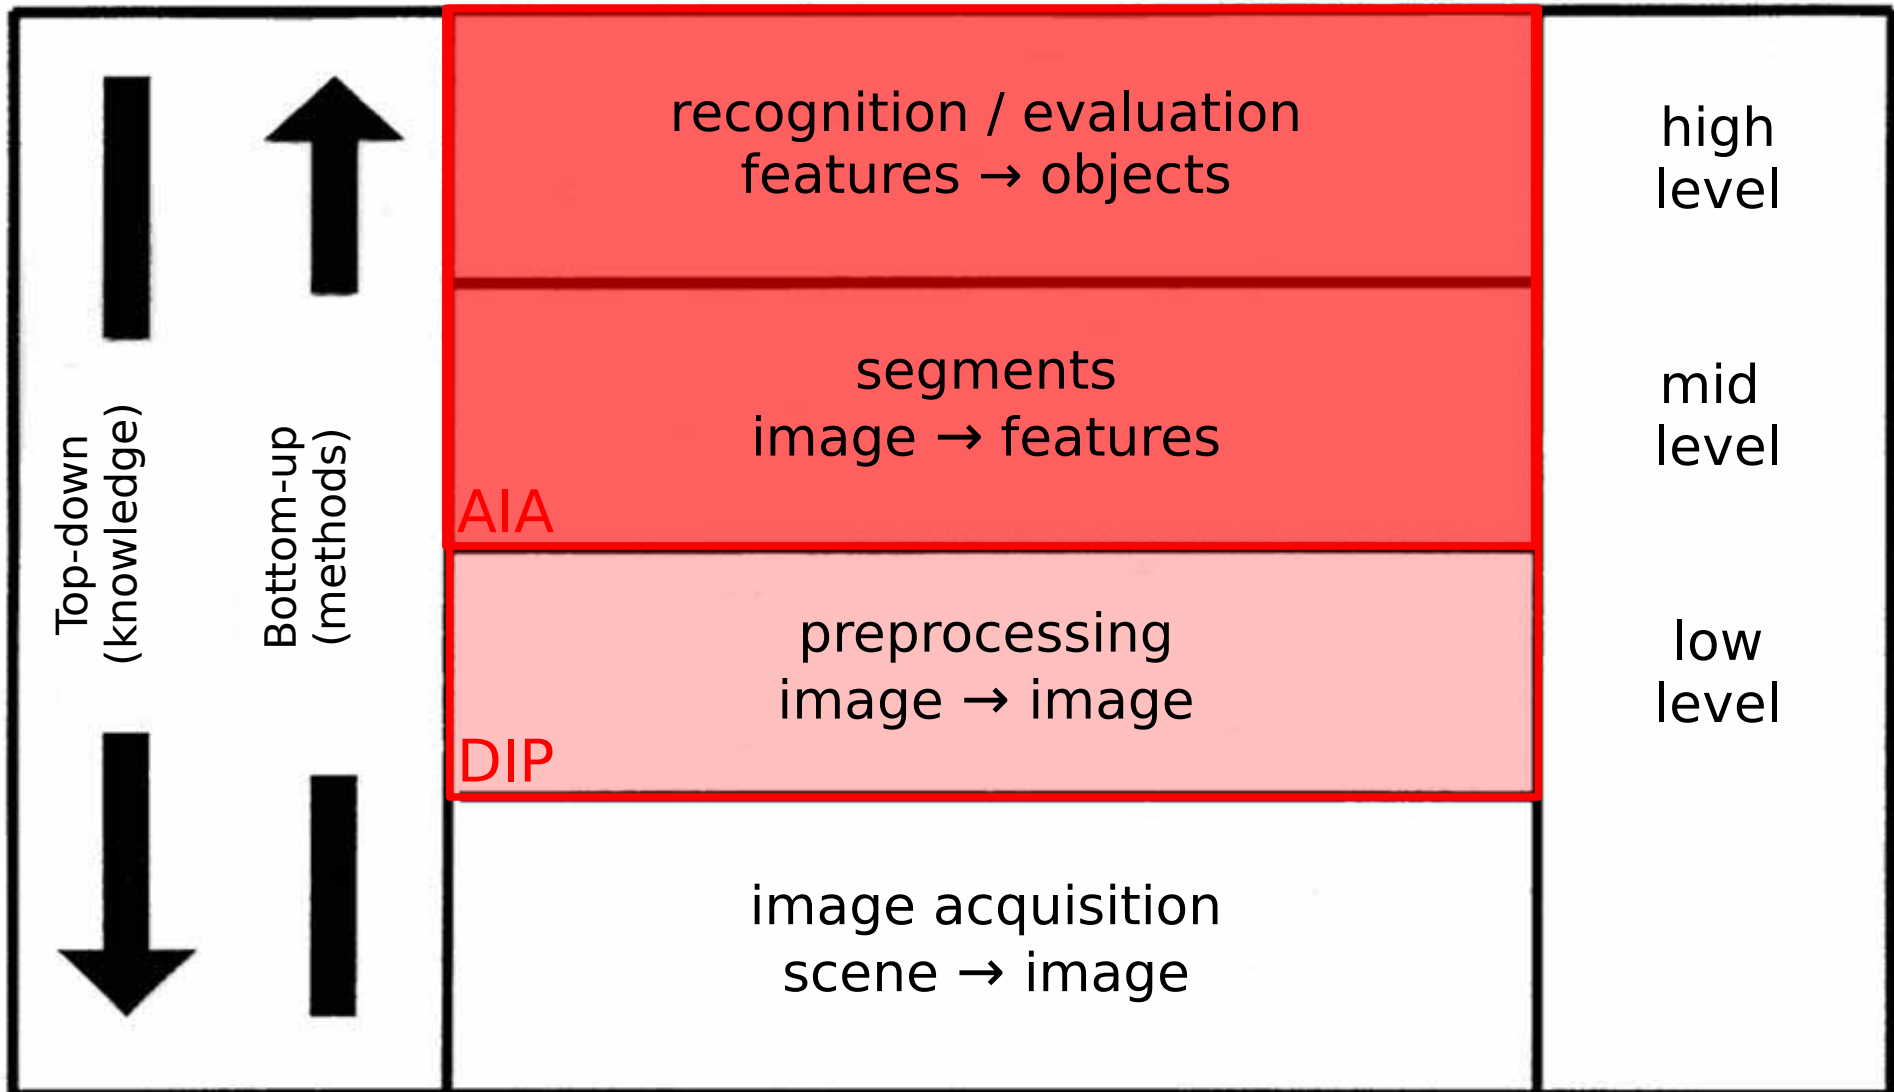 Top-down
(knowledge)
Bottom-up
(methods)
recognition / evaluation
features → objects
high
level
segments
image → features
mid
level
AIA
preprocessing
image → image
low
level
DIP
image acquisition
scene → image